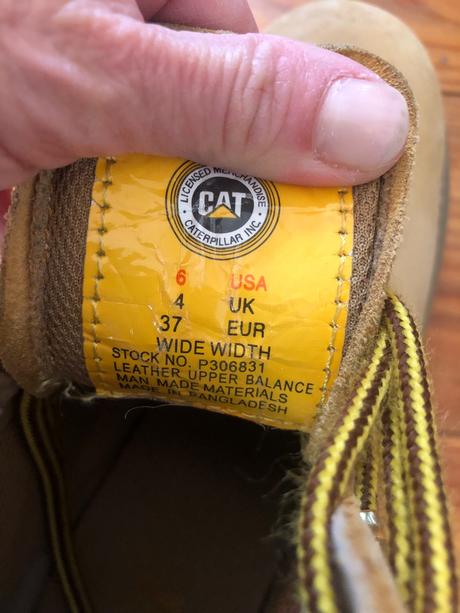 LICENSED MERCHANDISE
CAT
CATERPILLAR INC.
6 USA
4 UK
37 EUR
WIDE WIDTH
STOCK NO. P306831
LEATHER UPPER BALANCE
MAN MADE MATERIALS
MADE IN BANGLADESH